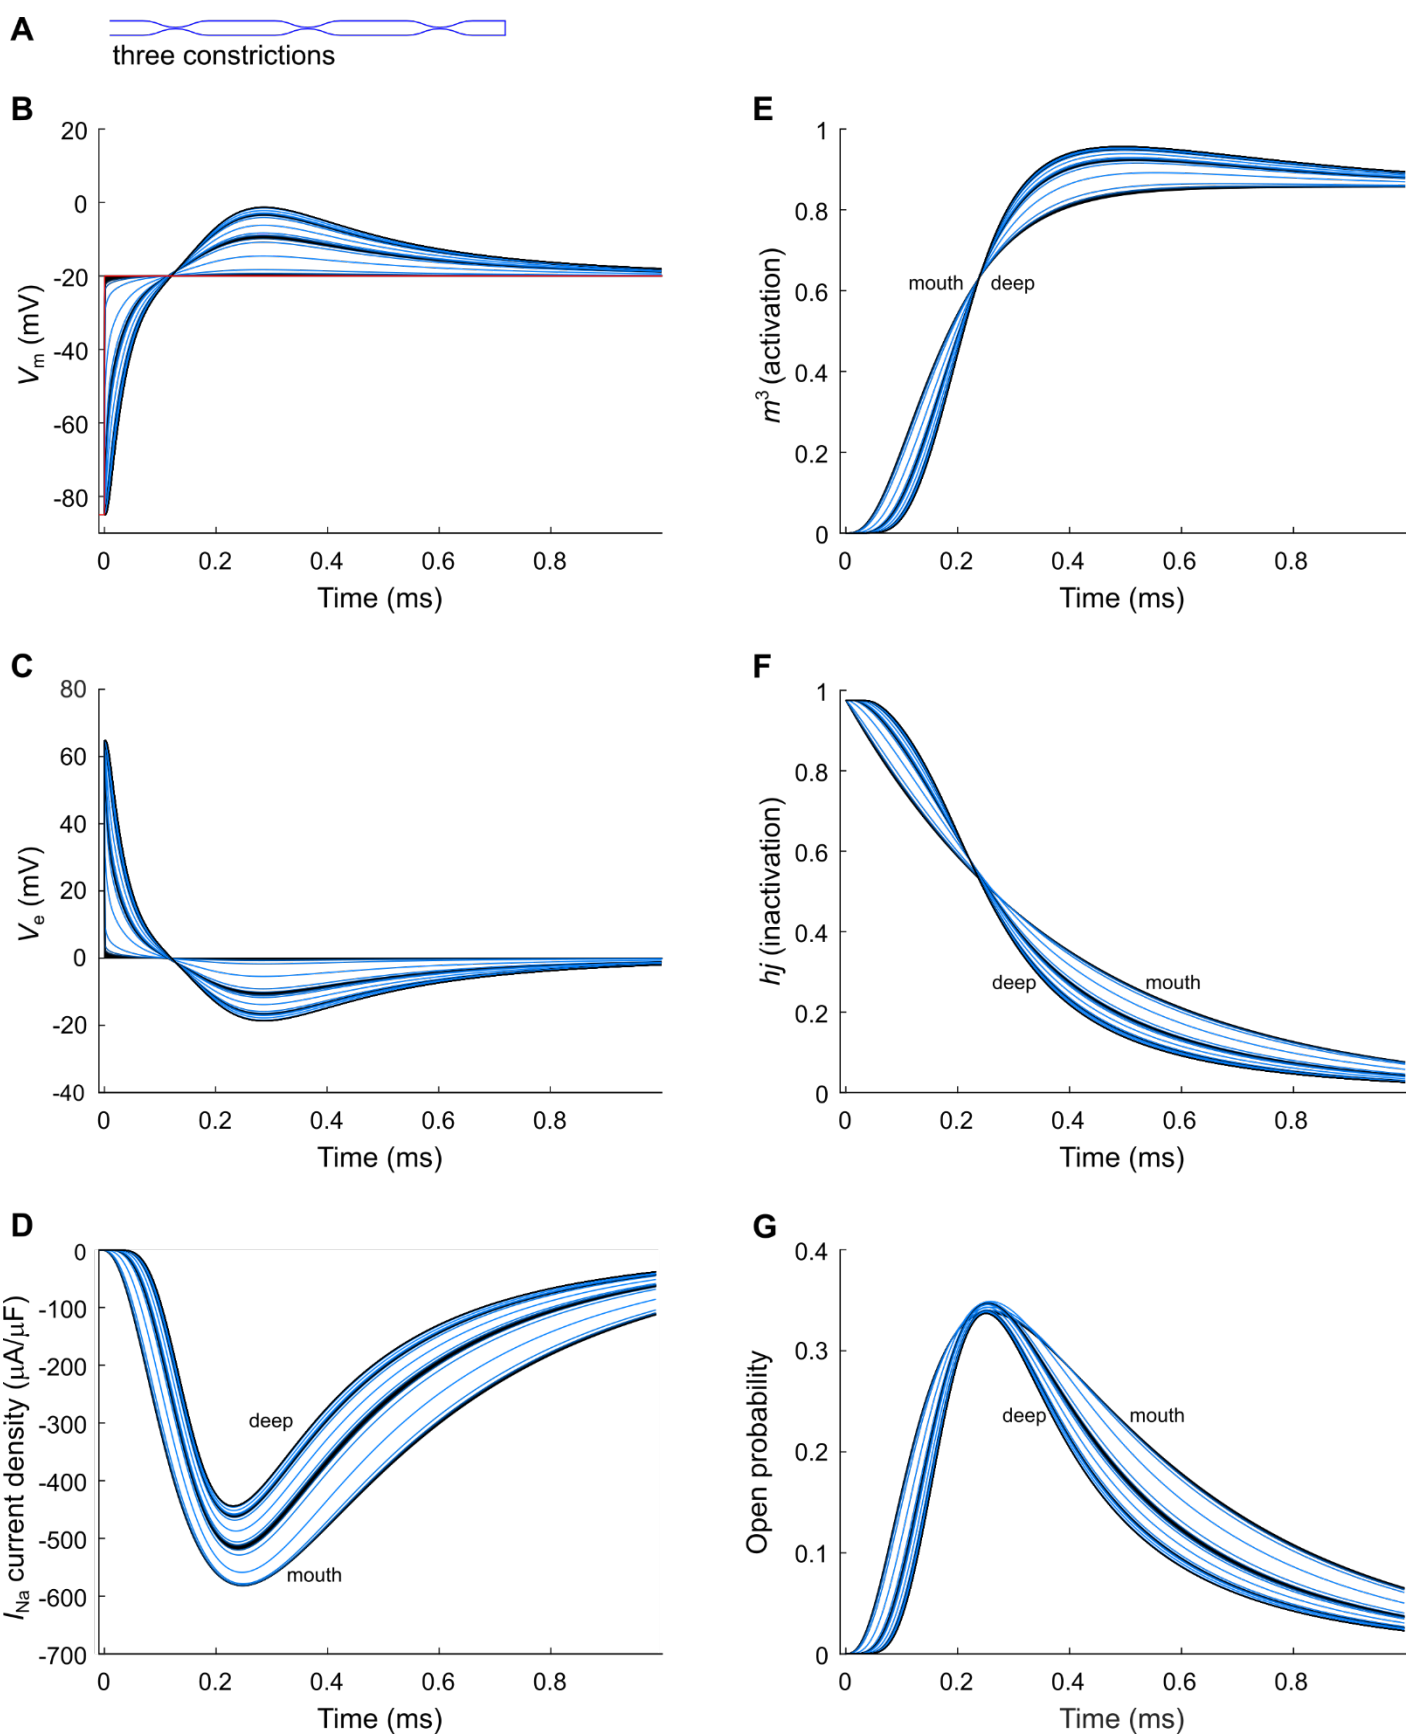 A
three constrictions
B
20
0
-20
-40
-60
-80
Vm (mV)
0 0.2 0.4 0.6 0.8
Time (ms)
E
1
0.8
0.6
0.4
0.2
0
m³ (activation)
mouth deep
0 0.2 0.4 0.6 0.8
Time (ms)
C
80
60
40
20
0
-20
-40
Ve (mV)
0 0.2 0.4 0.6 0.8
Time (ms)
F
1
0.8
0.6
0.4
0.2
0
hj (inactivation)
deep mouth
0 0.2 0.4 0.6 0.8
Time (ms)
D
0
-100
-200
-300
-400
-500
-600
-700
INa current density (μA/μF)
deep
mouth
0 0.2 0.4 0.6 0.8
Time (ms)
G
0.4
0.3
0.2
0.1
0
Open probability
deep mouth
0 0.2 0.4 0.6 0.8
Time (ms)